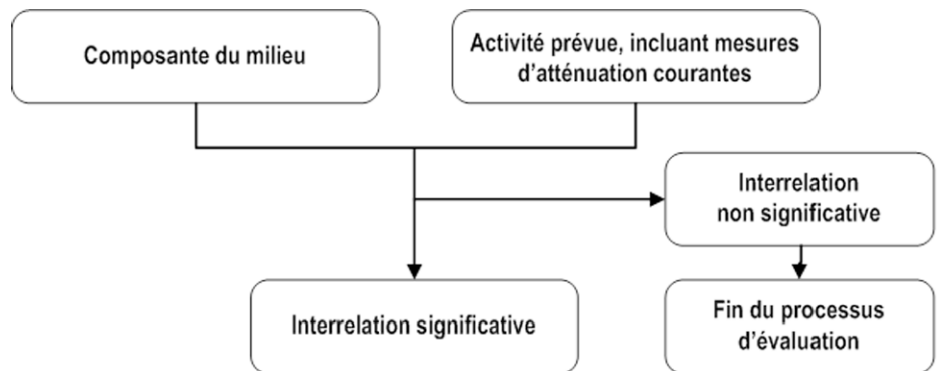 Composante du milieu
Activité prévue, incluant mesures
d’atténuation courantes
Interrelation
non significative
Interrelation significative
Fin du processus
d’évaluation